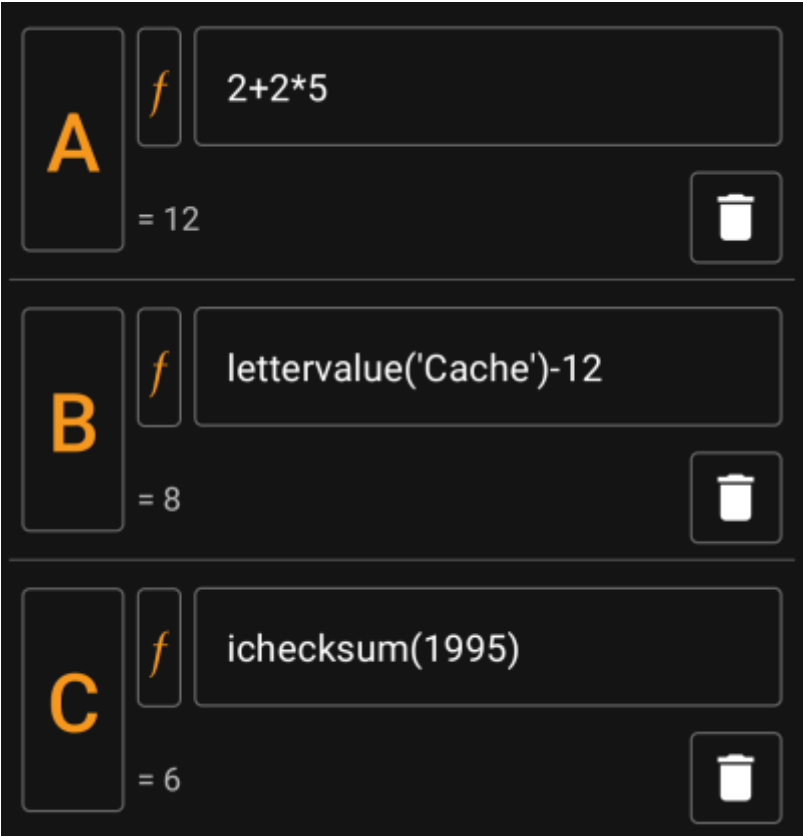 A
f
2+2*5
= 12
B
f
lettervalue('Cache')-12
= 8
C
f
ichecksum(1995)
= 6